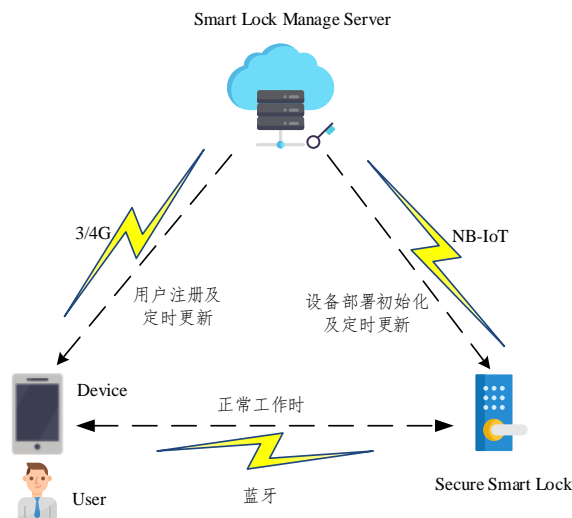 Smart Lock Manage Server
3/4G
NB-IoT
用户注册及
定时更新
设备部署初始化
及定时更新
Device
正常工作时
User
蓝牙
Secure Smart Lock